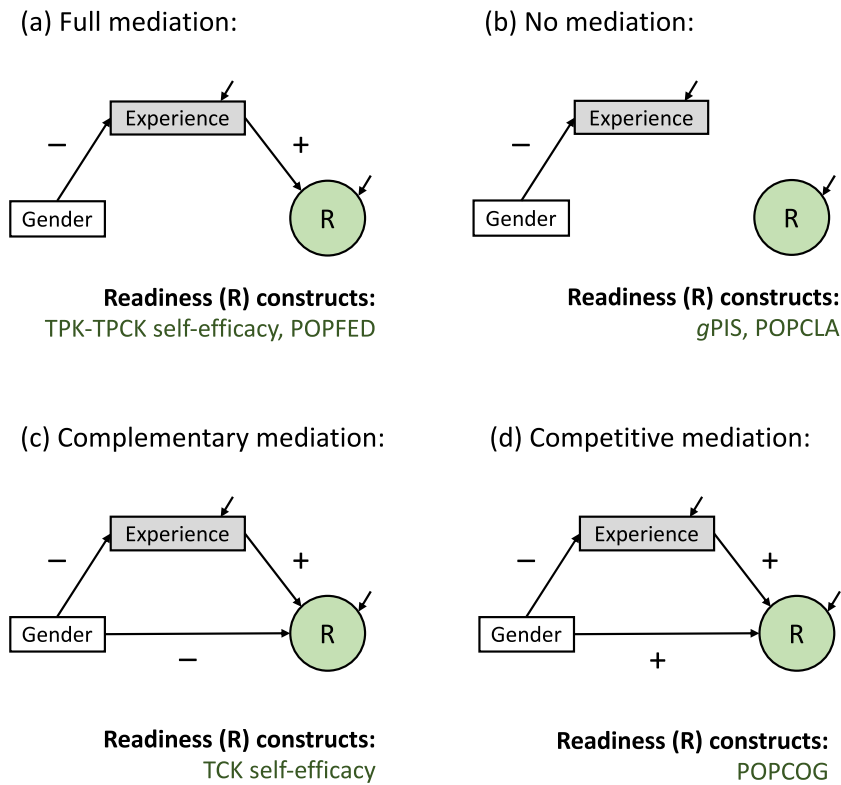 (a) Full mediation:
Experience
−
+
Gender
R
Readiness (R) constructs:
TPK-TPCK self-efficacy, POPFED
(b) No mediation:
Experience
−
Gender
R
Readiness (R) constructs:
gPIS, POPCLA
(c) Complementary mediation:
Experience
−
+
Gender
R
−
Readiness (R) constructs:
TCK self-efficacy
(d) Competitive mediation:
Experience
−
+
Gender
R
+
Readiness (R) constructs:
POPCOG